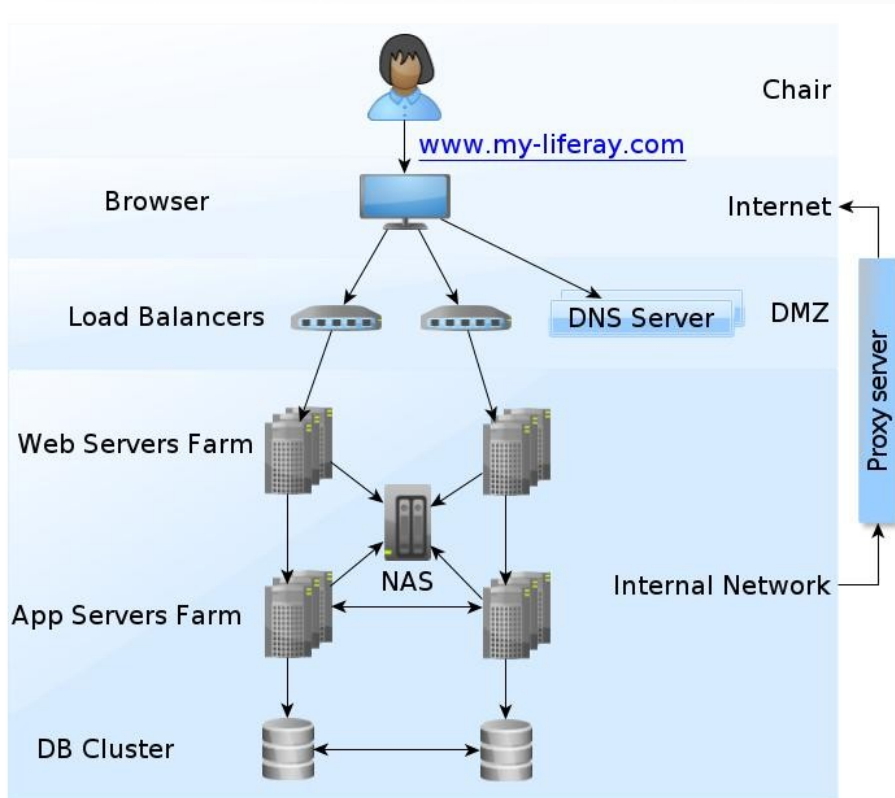 Chair
www.my-liferay.com
Browser
Internet
Load Balancers
DNS Server
DMZ
Proxy server
Web Servers Farm
NAS
Internal Network
App Servers Farm
DB Cluster